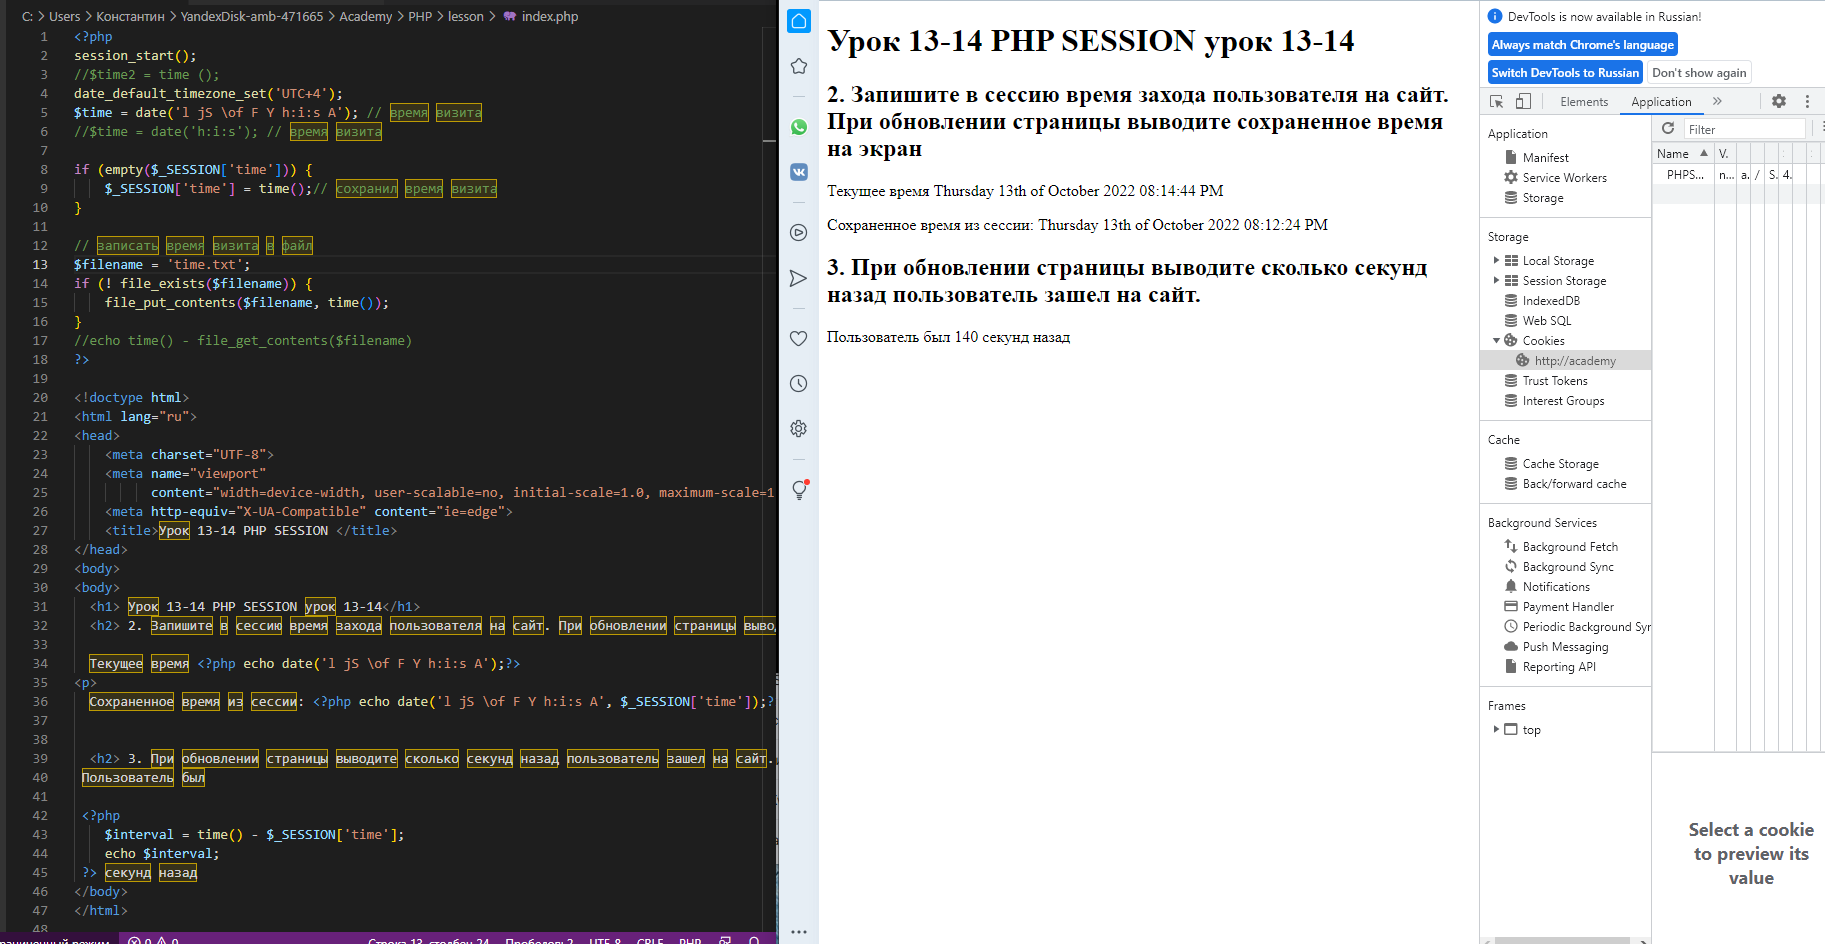 C: > Users > Константин > YandexDisk-amb-471665 > Academy > PHP > lesson > index.php
1 <?php
2 session_start();
3 //$time2 = time ();
4 date_default_timezone_set('UTC+4');
5 $time = date('l jS \of F Y h:i:s A'); // время визита
6 //$time = date('h:i:s'); // время визита
7
8 if (empty($_SESSION['time'])) {
9 $_SESSION['time'] = time();// сохранил время визита
10 }
11
12 // записать время визита в файл
13 $filename = 'time.txt';
14 if (! file_exists($filename)) {
15 file_put_contents($filename, time());
16 }
17 //echo time() - file_get_contents($filename)
18 ?>
19
20 <!doctype html>
21 <html lang="ru">
22 <head>
23 <meta charset="UTF-8">
24 <meta name="viewport"
25 content="width=device-width, user-scalable=no, initial-scale=1.0, maximum-scale=1
26 <meta http-equiv="X-UA-Compatible" content="ie=edge">
27 <title>Урок 13-14 PHP SESSION </title>
28 </head>
29 <body>
30 <body>
31 <h1> Урок 13-14 PHP SESSION урок 13-14</h1>
32 <h2> 2. Запишите в сессию время захода пользователя на сайт. При обновлении страницы выво
33
34 Текущее время <?php echo date('l jS \of F Y h:i:s A');?>
35 <p>
36 Сохраненное время из сессии: <?php echo date('l jS \of F Y h:i:s A', $_SESSION['time']);?
37
38
39 <h2> 3. При обновлении страницы выводите сколько секунд назад пользователь зашел на сайт.
40 Пользователь был
41
42 <?php
43 $interval = time() - $_SESSION['time'];
44 echo $interval;
45 ?> секунд назад
46 </body>
47 </html>
48
Строка 13, столбец 24 Пробелов: 2 UTF-8 CRLF PHP
Урок 13-14 PHP SESSION урок 13-14
2. Запишите в сессию время захода пользователя на сайт.
При обновлении страницы выводите сохраненное время
на экран
Текущее время Thursday 13th of October 2022 08:14:44 PM
Сохраненное время из сессии: Thursday 13th of October 2022 08:12:24 PM
3. При обновлении страницы выводите сколько секунд
назад пользователь зашел на сайт.
Пользователь был 140 секунд назад
DevTools is now available in Russian!
Always match Chrome's language
Switch DevTools to Russian Don't show again
Elements Application »
Application
Manifest
Service Workers
Storage
Storage
Local Storage
Session Storage
IndexedDB
Web SQL
Cookies
http://academy
Trust Tokens
Interest Groups
Cache
Cache Storage
Back/forward cache
Background Services
Background Fetch
Background Sync
Notifications
Payment Handler
Periodic Background Syn
Push Messaging
Reporting API
Frames
top
Filter
Name V.
PHPS... n... a. / S. 4.
Select a cookie
to preview its
value